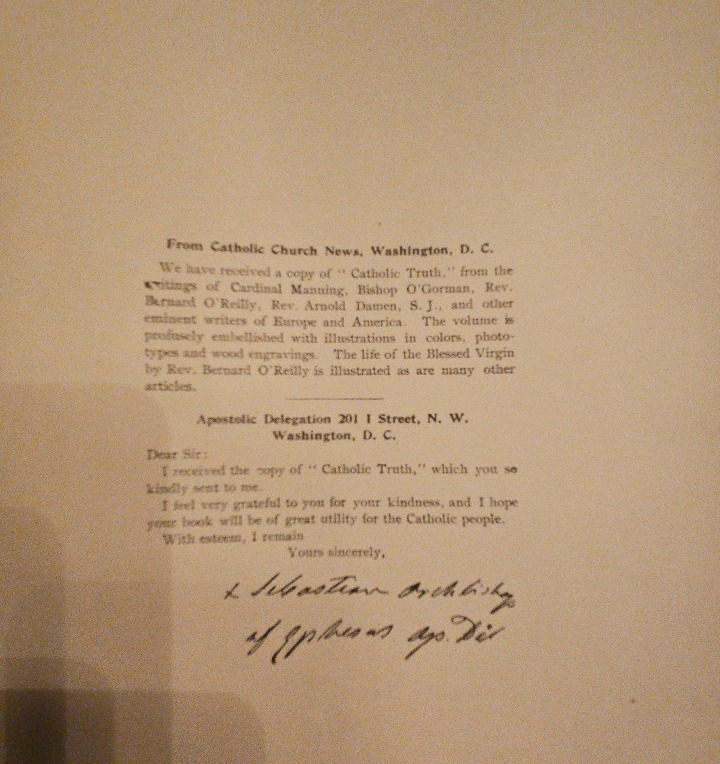 From Catholic Church News, Washington, D. C.
We have received a copy of " Catholic Truth," from the
writings of Cardinal Manning, Bishop O'Gorman, Rev.
Bernard O'Reilly, Rev. Arnold Damen, S. J., and other
eminent writers of Europe and America. The volume is
profusely embellished with illustrations in colors, photo-
types and wood engravings. The life of the Blessed Virgin
by Rev. Bernard O'Reilly is illustrated as are many other
articles.
Apostolic Delegation 201 I Street, N. W.
Washington, D. C.
Dear Sir:
I received the copy of " Catholic Truth," which you so
kindly sent to me.
I feel very grateful to you for your kindness, and I hope
your book will be of great utility for the Catholic people.
With esteem, I remain
Yours sincerely,
+ Sebastian Archbishop
of Ephesus Ap. Del